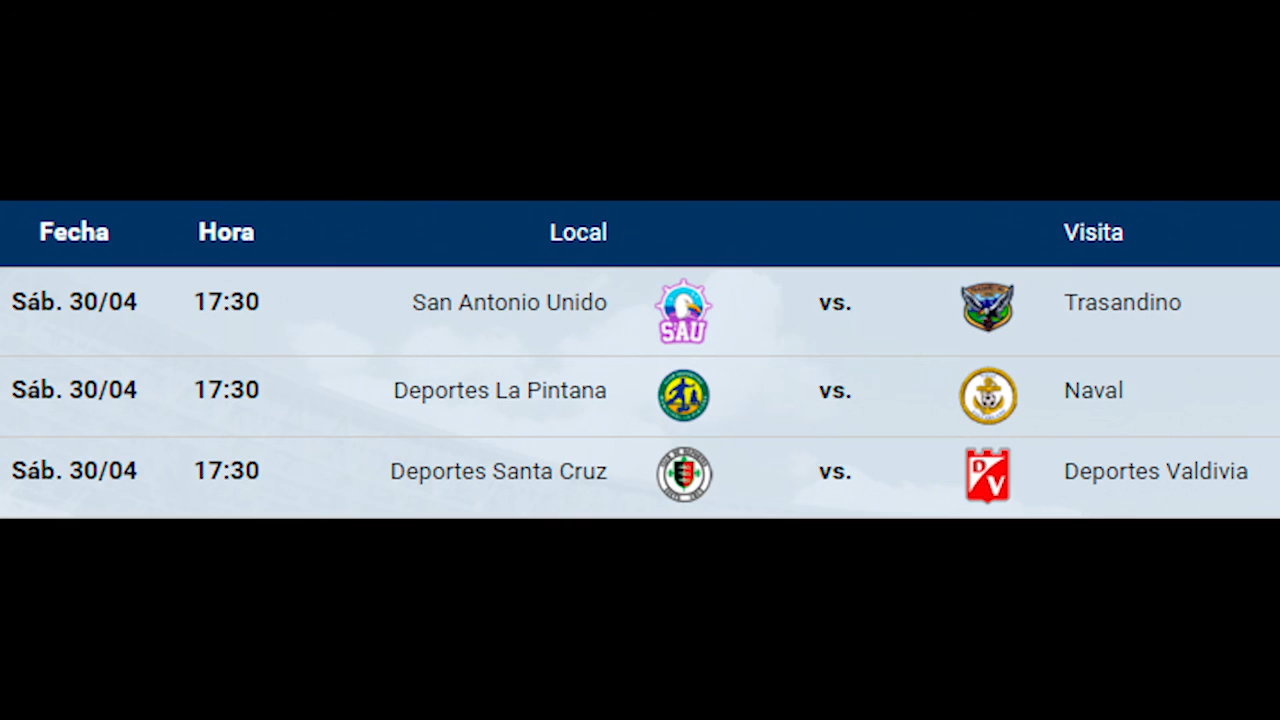 Fecha Hora Local Visita
Sáb. 30/04 17:30 San Antonio Unido SAU vs. Trasandino
Sáb. 30/04 17:30 Deportes La Pintana vs. Naval
Sáb. 30/04 17:30 Deportes Santa Cruz vs. D V Deportes Valdivia